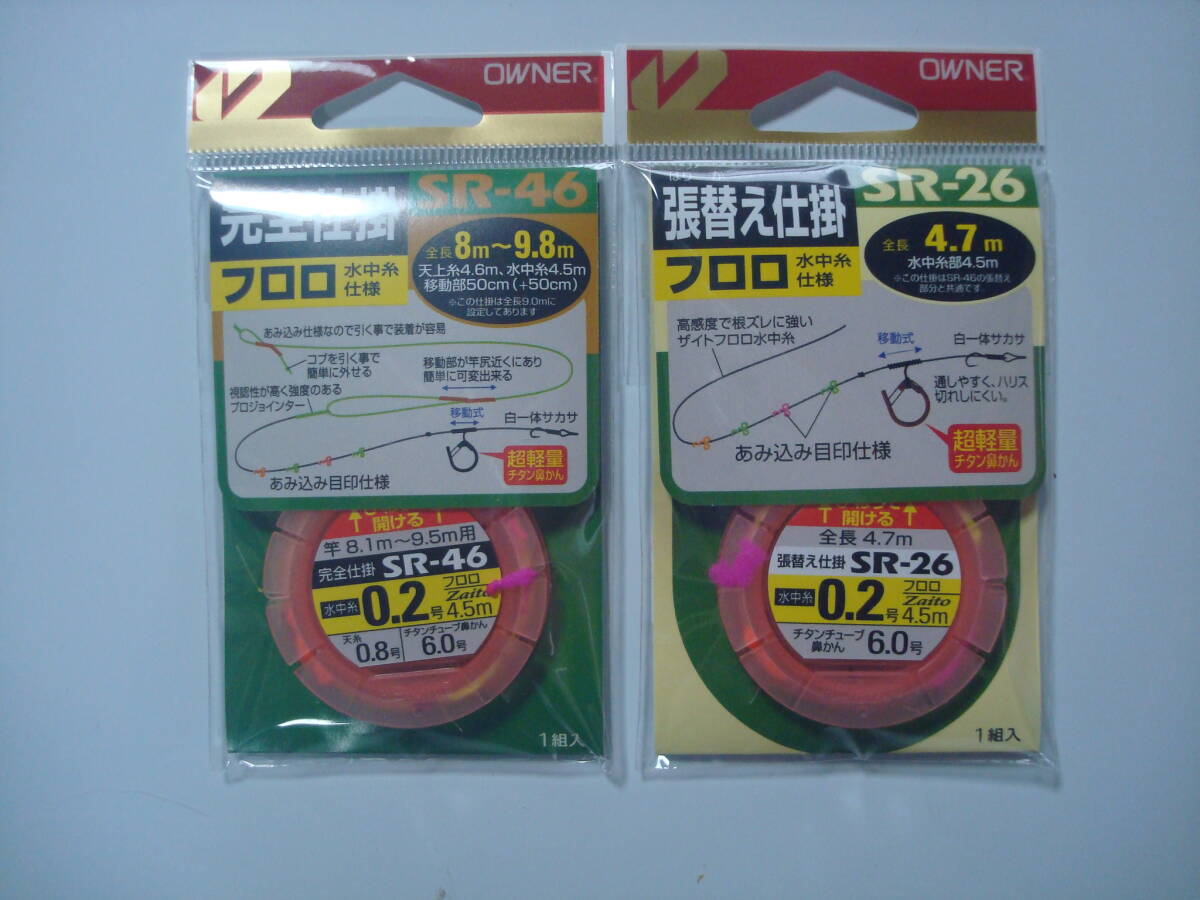 OWNER
完全仕掛
SR-46
フロロ
水中糸
仕様
全長 8m〜9.8m
天上糸4.6m、水中糸4.5m
移動部50cm(+50cm)
※この仕掛は全長9.0mに
設定してあります
あみ込み仕様なので引く事で装着が容易
コブを引く事で
簡単に外せる
移動部が竿尻近くにあり
簡単に可変出来る
視認性が高く強度のある
プロジョインター
移動式
移動式
白一体サカサ
あみ込み目印仕様
超軽量
チタン鼻かん
開ける
竿 8.1m〜9.5m用
完全仕掛 SR-46
水中糸 0.2号
フロロ
Zaito
4.5m
天糸
0.8号
チタンチューブ鼻かん
6.0号
1組入
OWNER
張替え仕掛
SR-26
フロロ
水中糸
仕様
全長 4.7m
水中糸部4.5m
※この仕掛はSR-46の張替え
部分と共通です。
高感度で根ズレに強い
ザイトフロロ水中糸
移動式
白一体サカサ
通しやすく、ハリス
切れしにくい。
あみ込み目印仕様
超軽量
チタン鼻かん
開ける
全長 4.7m
張替え仕掛 SR-26
水中糸 0.2号
フロロ
Zaito
4.5m
チタンチューブ
鼻かん
6.0号
1組入